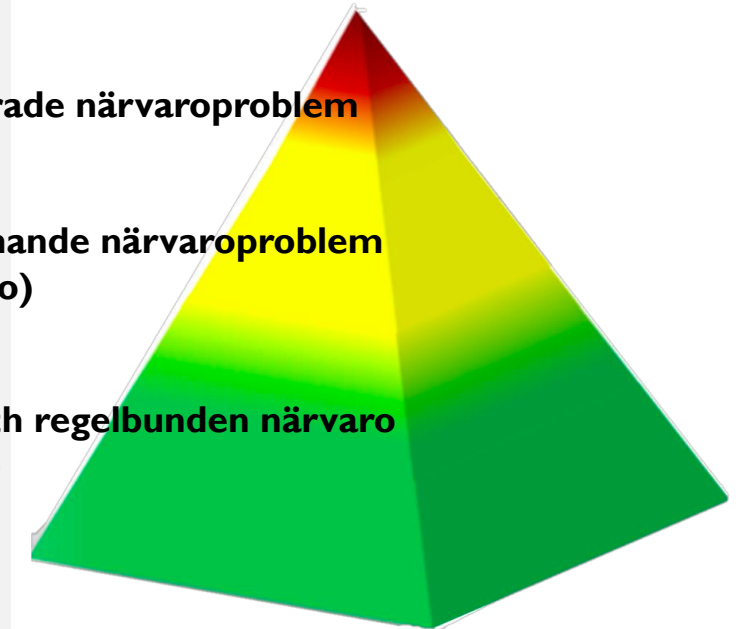 rade närvaroproblem
nande närvaroproblem
o)
h regelbunden närvaro